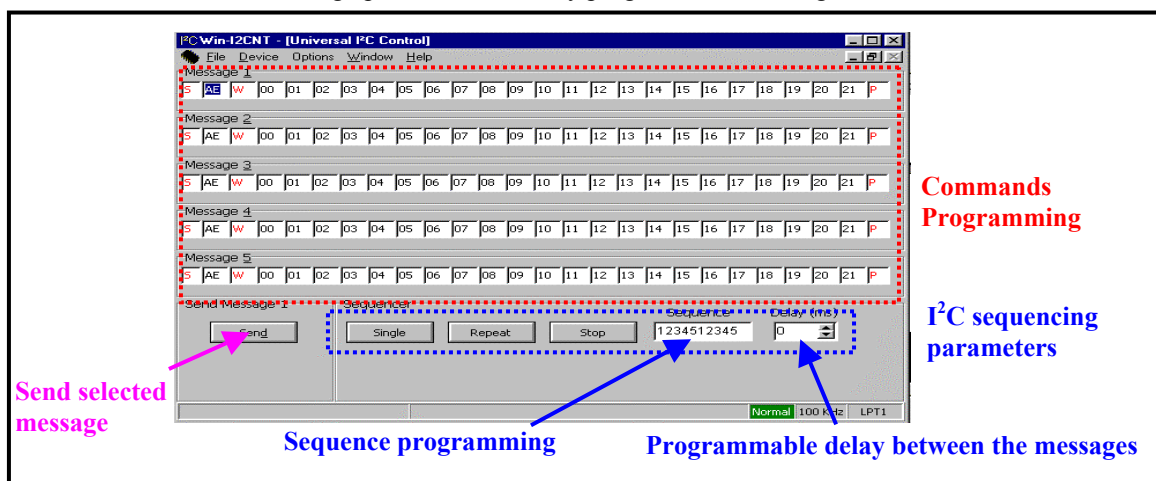 I²C Win-I2CNT - [Universal I²C Control]
File Device Options Window Help
Message 1
S AE W 00 01 02 03 04 05 06 07 08 09 10 11 12 13 14 15 16 17 18 19 20 21 P
Message 2
S AE W 00 01 02 03 04 05 06 07 08 09 10 11 12 13 14 15 16 17 18 19 20 21 P
Message 3
S AE W 00 01 02 03 04 05 06 07 08 09 10 11 12 13 14 15 16 17 18 19 20 21 P
Message 4
S AE W 00 01 02 03 04 05 06 07 08 09 10 11 12 13 14 15 16 17 18 19 20 21 P
Message 5
S AE W 00 01 02 03 04 05 06 07 08 09 10 11 12 13 14 15 16 17 18 19 20 21 P
Commands
Programming
Send Message 1 Sequencer Sequence Delay (ms)
Send Single Repeat Stop 1234512345 0
I²C sequencing
parameters
Send selected
message
Normal 100 KHz LPT1
Sequence programming
Programmable delay between the messages